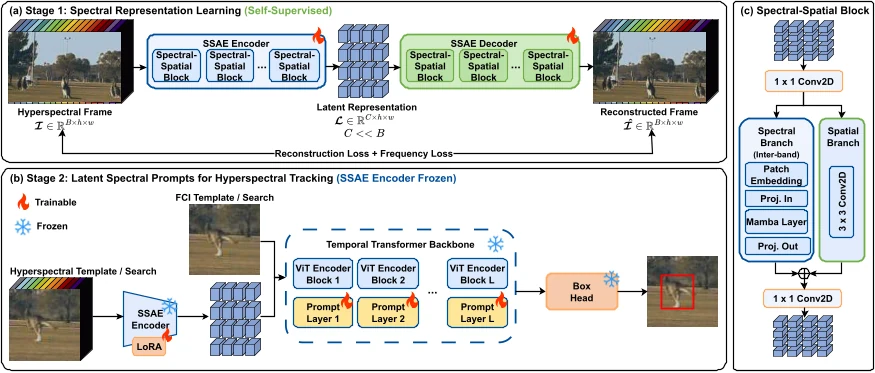 (a) Stage 1: Spectral Representation Learning (Self-Supervised)
SSAE Encoder
Spectral-
Spatial
Block
Spectral-
Spatial
Block
...
Spectral-
Spatial
Block
SSAE Decoder
Spectral-
Spatial
Block
Spectral-
Spatial
Block
...
Spectral-
Spatial
Block
Hyperspectral Frame
𝓘 ∈ ℝ^{B×h×w}
Latent Representation
𝓛 ∈ ℝ^{C×h×w}
C << B
Reconstructed Frame
𝓘̂ ∈ ℝ^{B×h×w}
Reconstruction Loss + Frequency Loss
(b) Stage 2: Latent Spectral Prompts for Hyperspectral Tracking (SSAE Encoder Frozen)
Trainable
Frozen
FCI Template / Search
Hyperspectral Template / Search
SSAE
Encoder
LoRA
Temporal Transformer Backbone
ViT Encoder
Block 1
ViT Encoder
Block 2
...
ViT Encoder
Block L
Prompt
Layer 1
Prompt
Layer 2
Prompt
Layer L
Box
Head
(c) Spectral-Spatial Block
1 x 1 Conv2D
Spectral
Branch
(Inter-band)
Patch
Embedding
Proj. In
Mamba Layer
Proj. Out
Spatial
Branch
3 x 3 Conv2D
1 x 1 Conv2D